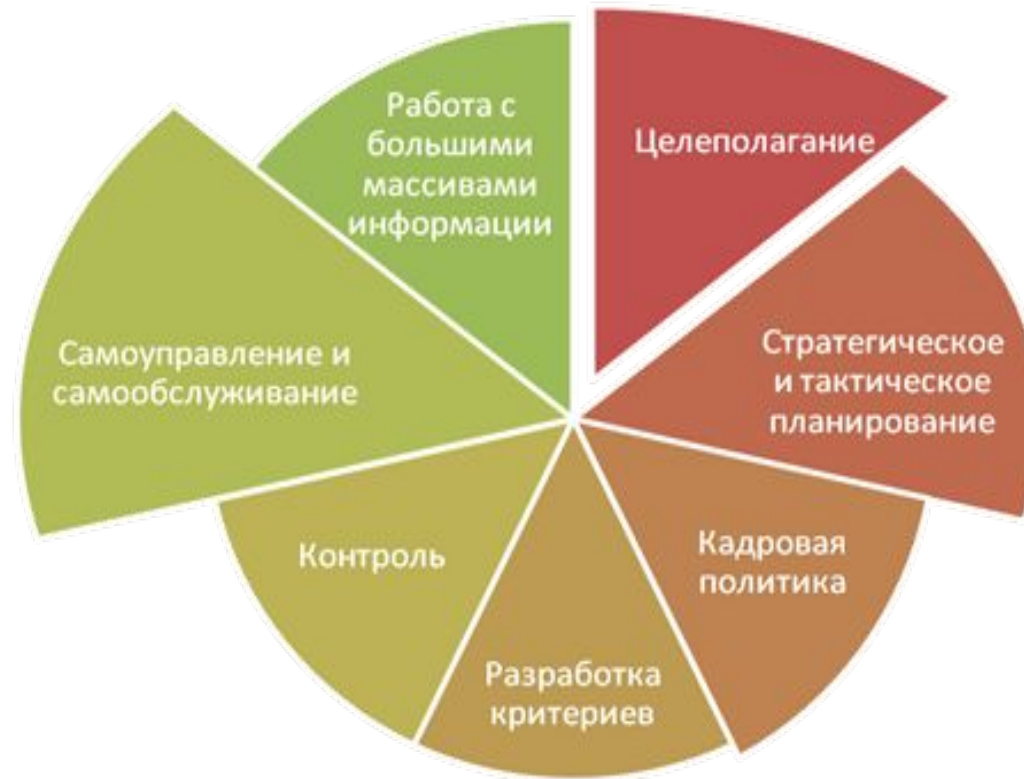 Целеполагание
Стратегическое
и тактическое
планирование
Кадровая
политика
Разработка
критериев
Контроль
Самоуправление и
самообслуживание
Работа с
большими
массивами
информации